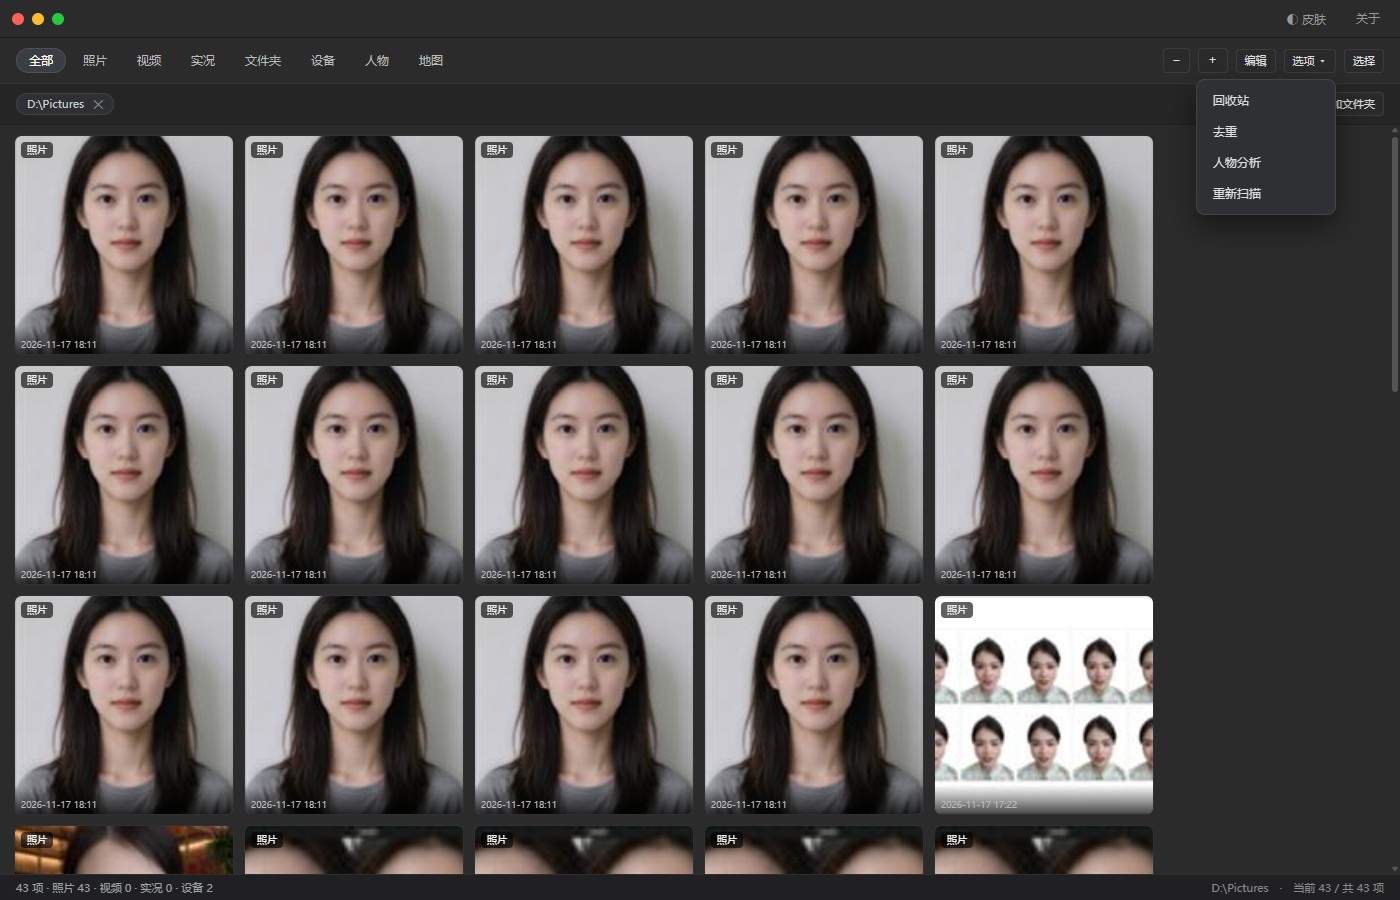 皮肤 关于
全部 照片 视频 实况 文件夹 设备 人物 地图 − + 编辑 选项 选择
D:\Pictures 文件夹
回收站
去重
人物分析
重新扫描
照片 照片 照片 照片 照片
2026-11-17 18:11 2026-11-17 18:11 2026-11-17 18:11 2026-11-17 18:11 2026-11-17 18:11
照片 照片 照片 照片 照片
2026-11-17 18:11 2026-11-17 18:11 2026-11-17 18:11 2026-11-17 18:11 2026-11-17 18:11
照片 照片 照片 照片 照片
2026-11-17 18:11 2026-11-17 18:11 2026-11-17 18:11 2026-11-17 18:11 2026-11-17 17:22
照片 照片 照片 照片 照片
43 项 · 照片 43 · 视频 0 · 实况 0 · 设备 2 D:\Pictures · 当前 43 / 共 43 项